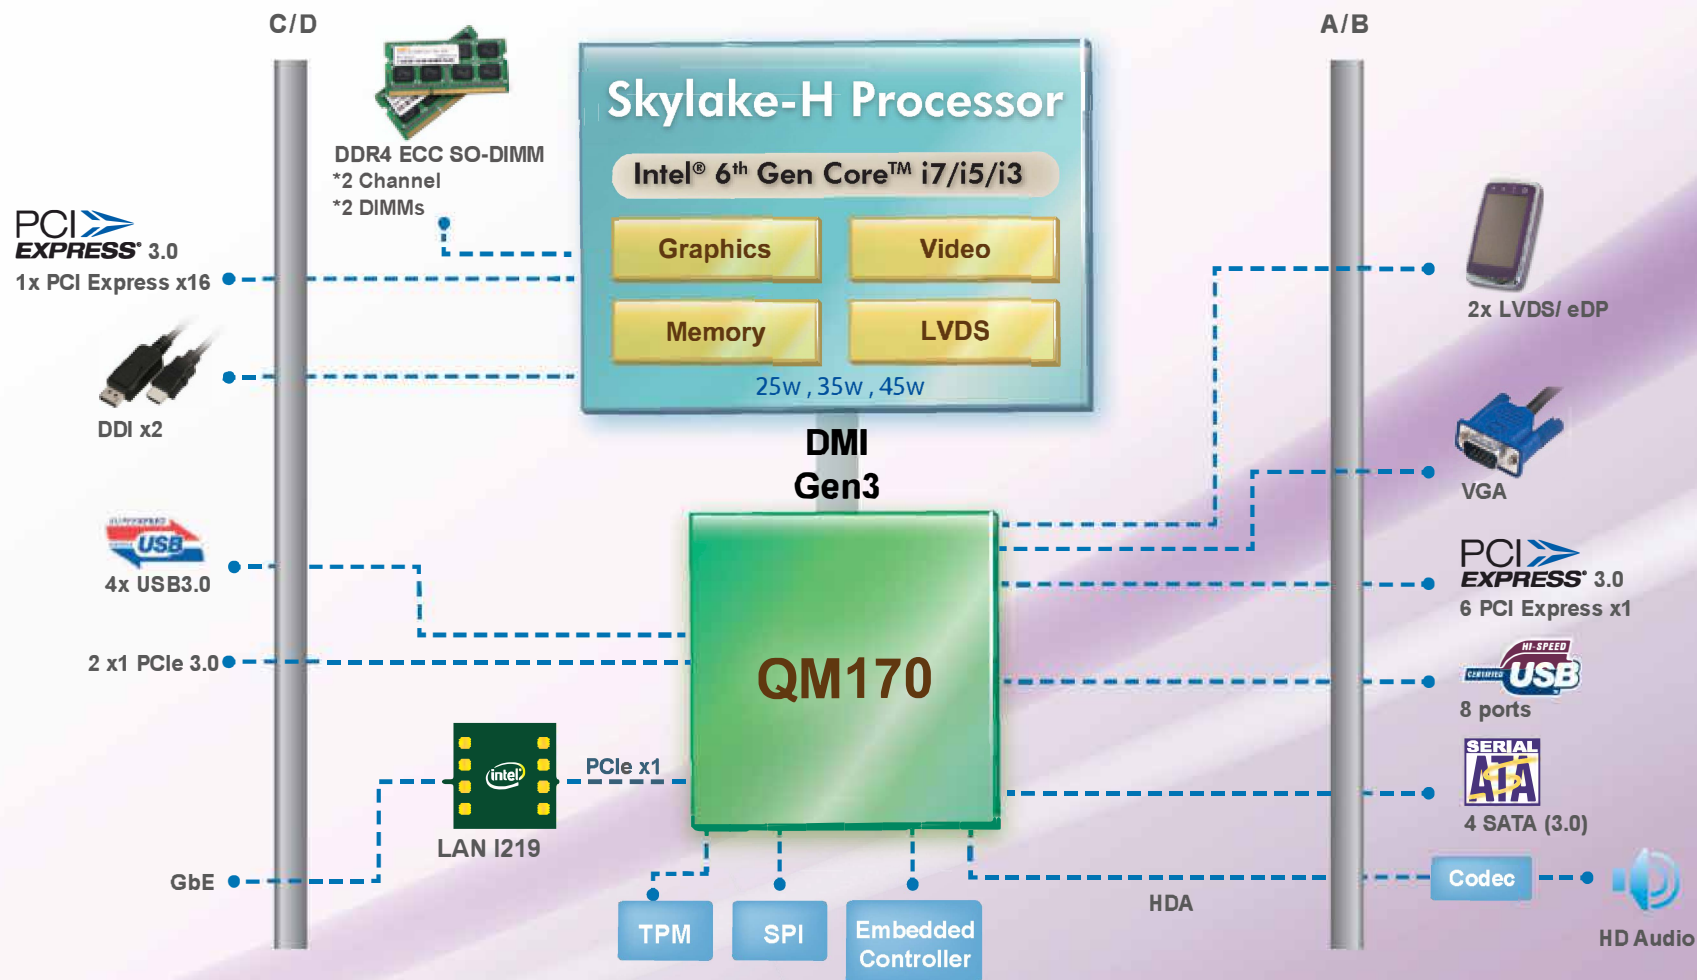 C/D
A/B
DDR4 ECC SO-DIMM
*2 Channel
*2 DIMMs
Skylake-H Processor
Intel® 6th Gen Core™ i7/i5/i3
Graphics
Video
Memory
LVDS
25w , 35w , 45w
DMI
Gen3
QM170
PCI
EXPRESS® 3.0
1x PCI Express x16
DDI x2
USB
4x USB3.0
2 x1 PCIe 3.0
intel
PCIe x1
LAN I219
GbE
TPM
SPI
Embedded
Controller
HDA
2x LVDS/ eDP
VGA
PCI
EXPRESS® 3.0
6 PCI Express x1
HI-SPEED
CERTIFIED USB
8 ports
SERIAL
ATA
4 SATA (3.0)
Codec
HD Audio